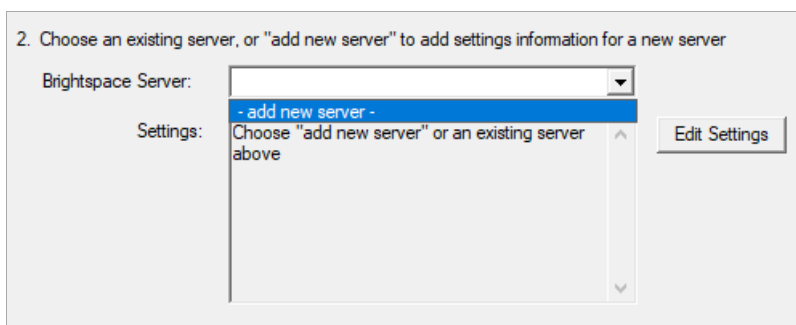 2. Choose an existing server, or "add new server" to add settings information for a new server
Brightspace Server:
- add new server -
Settings:
Choose "add new server" or an existing server
above
Edit Settings